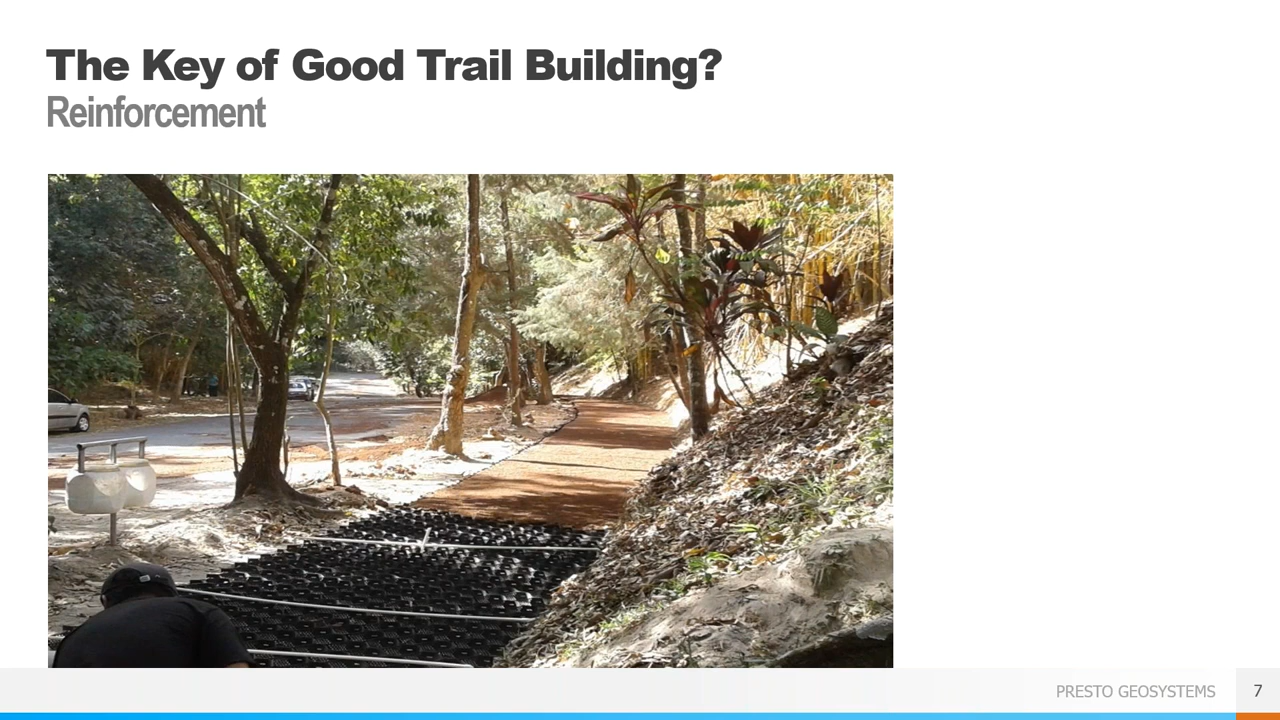 The Key of Good Trail Building?
Reinforcement
PRESTO GEOSYSTEMS
7